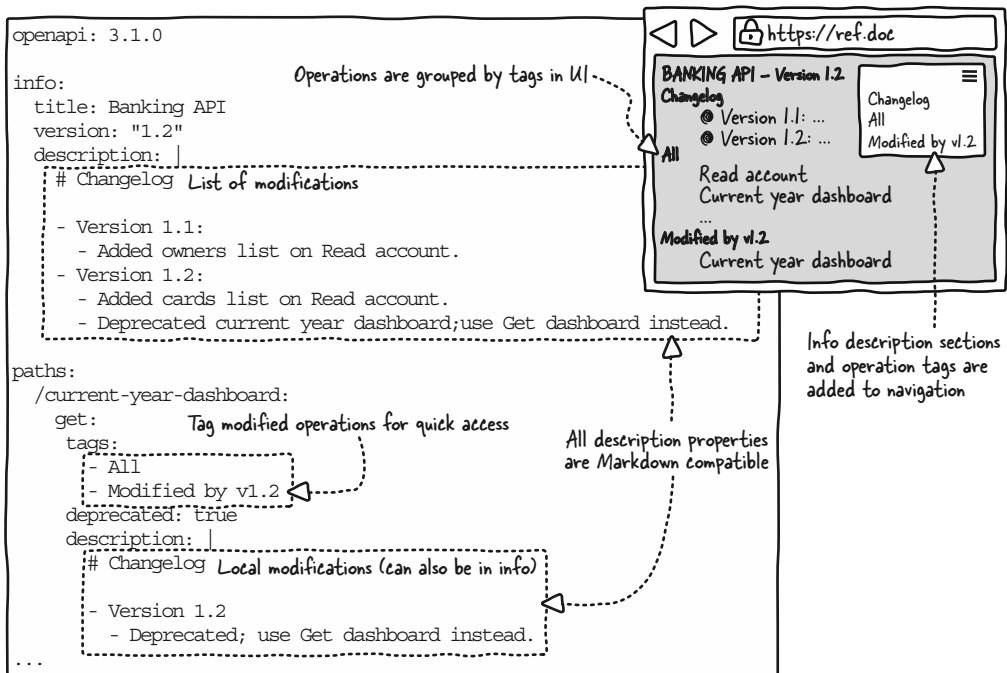 openapi: 3.1.0
info:
title: Banking API
version: "1.2"
description: |
# Changelog List of modifications
- Version 1.1:
- Added owners list on Read account.
- Version 1.2:
- Added cards list on Read account.
- Deprecated current year dashboard;use Get dashboard instead.
paths:
/current-year-dashboard:
get:
Tag modified operations for quick access
tags:
- All
- Modified by v1.2
deprecated: true
description: |
# Changelog Local modifications (can also be in info)
- Version 1.2
- Deprecated; use Get dashboard instead.
...
Operations are grouped by tags in UI
https://ref.doc
BANKING API – Version 1.2
Changelog
Version 1.1: ...
Version 1.2: ...
All
Read account
Current year dashboard
...
Modified by v1.2
Current year dashboard
Changelog
All
Modified by v1.2
Info description sections
and operation tags are
added to navigation
All description properties
are Markdown compatible